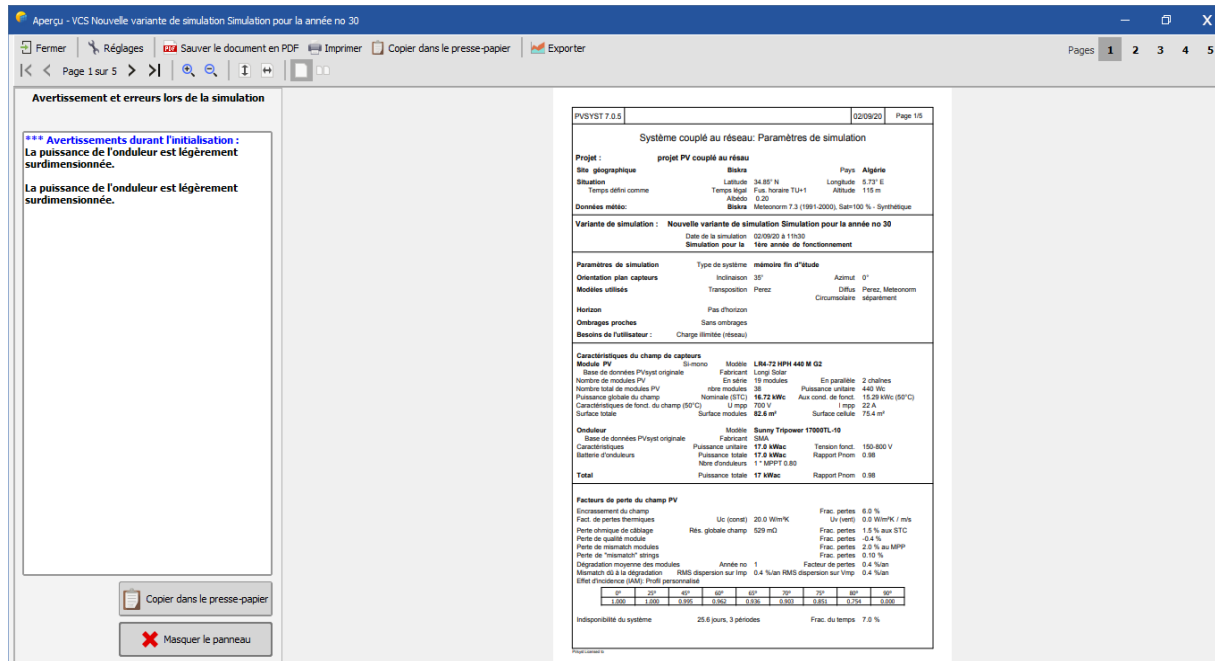 Aperçu - VCS Nouvelle variante de simulation Simulation pour la année no 30
Fermer Réglages Sauver le document en PDF Imprimer Copier dans le presse-papier Exporter Pages 1 2 3 4 5
Page 1 sur 5
Avertissement et erreurs lors de la simulation
*** Avertissements durant l'initialisation :
La puissance de l'onduleur est légèrement
surdimensionnée.
La puissance de l'onduleur est légèrement
surdimensionnée.
Copier dans le presse-papier
Masquer le panneau
PVSYST 7.0.5 02/09/20 Page 1/5
Système couplé au réseau: Paramètres de simulation
Projet : projet PV couplé au résau
Site géographique Biskra Pays Algérie
Situation Latitude 34.85° N Longitude 5.73° E
Temps défini comme Temps légal Fus. horaire TU+1 Altitude 115 m
Albédo 0.20
Données météo: Biskra Meteonorm 7.3 (1991-2000), Sat=100 % - Synthétique
Variante de simulation : Nouvelle variante de simulation Simulation pour la année no 30
Date de la simulation 02/09/20 à 11h30
Simulation pour la 1ère année de fonctionnement
Paramètres de simulation Type de système mémoire fin d"étude
Orientation plan capteurs Inclinaison 35° Azimut 0°
Modèles utilisés Transposition Perez Diffus Perez, Meteonorm
Circumsolaire séparément
Horizon Pas d'horizon
Ombrages proches Sans ombrages
Besoins de l'utilisateur : Charge illimitée (réseau)
Caractéristiques du champ de capteurs
Module PV Si-mono Modèle LR4-72 HPH 440 M G2
Base de données PVsyst originale Fabricant Longi Solar
Nombre de modules PV En série 19 modules En parallèle 2 chaînes
Nombre total de modules PV nbre modules 38 Puissance unitaire 440 Wc
Puissance globale du champ Nominale (STC) 16.72 kWc Aux cond. de fonct. 15.29 kWc (50°C)
Caractéristiques de fonct. du champ (50°C) U mpp 700 V I mpp 22 A
Surface totale Surface modules 82.6 m² Surface cellule 75.4 m²
Onduleur Modèle Sunny Tripower 17000TL-10
Base de données PVsyst originale Fabricant SMA
Caractéristiques Puissance unitaire 17.0 kWac Tension fonct. 150-800 V
Batterie d'onduleurs Puissance totale 17.0 kWac Rapport Pnom 0.98
Nbre d'onduleurs 1 * MPPT 0.80
Total Puissance totale 17 kWac Rapport Pnom 0.98
Facteurs de perte du champ PV
Encrassement du champ Frac. pertes 6.0 %
Fact. de pertes thermiques Uc (const) 20.0 W/m²K Uv (vent) 0.0 W/m²K / m/s
Perte ohmique de câblage Rés. globale champ 529 mΩ Frac. pertes 1.5 % aux STC
Perte de qualité module Frac. pertes -0.4 %
Perte de mismatch modules Frac. pertes 2.0 % au MPP
Perte de "mismatch" strings Frac. pertes 0.10 %
Dégradation moyenne des modules Année no 1 Facteur de pertes 0.4 %/an
Mismatch dû à la dégradation RMS dispersion sur Imp 0.4 %/an RMS dispersion sur Vmp 0.4 %/an
Effet d'incidence (IAM): Profil personnalisé
0° 25° 45° 60° 65° 70° 75° 80° 90°
1.000 1.000 0.995 0.962 0.936 0.903 0.851 0.754 0.000
Indisponibilité du système 25.6 jours, 3 périodes Frac. du temps 7.0 %